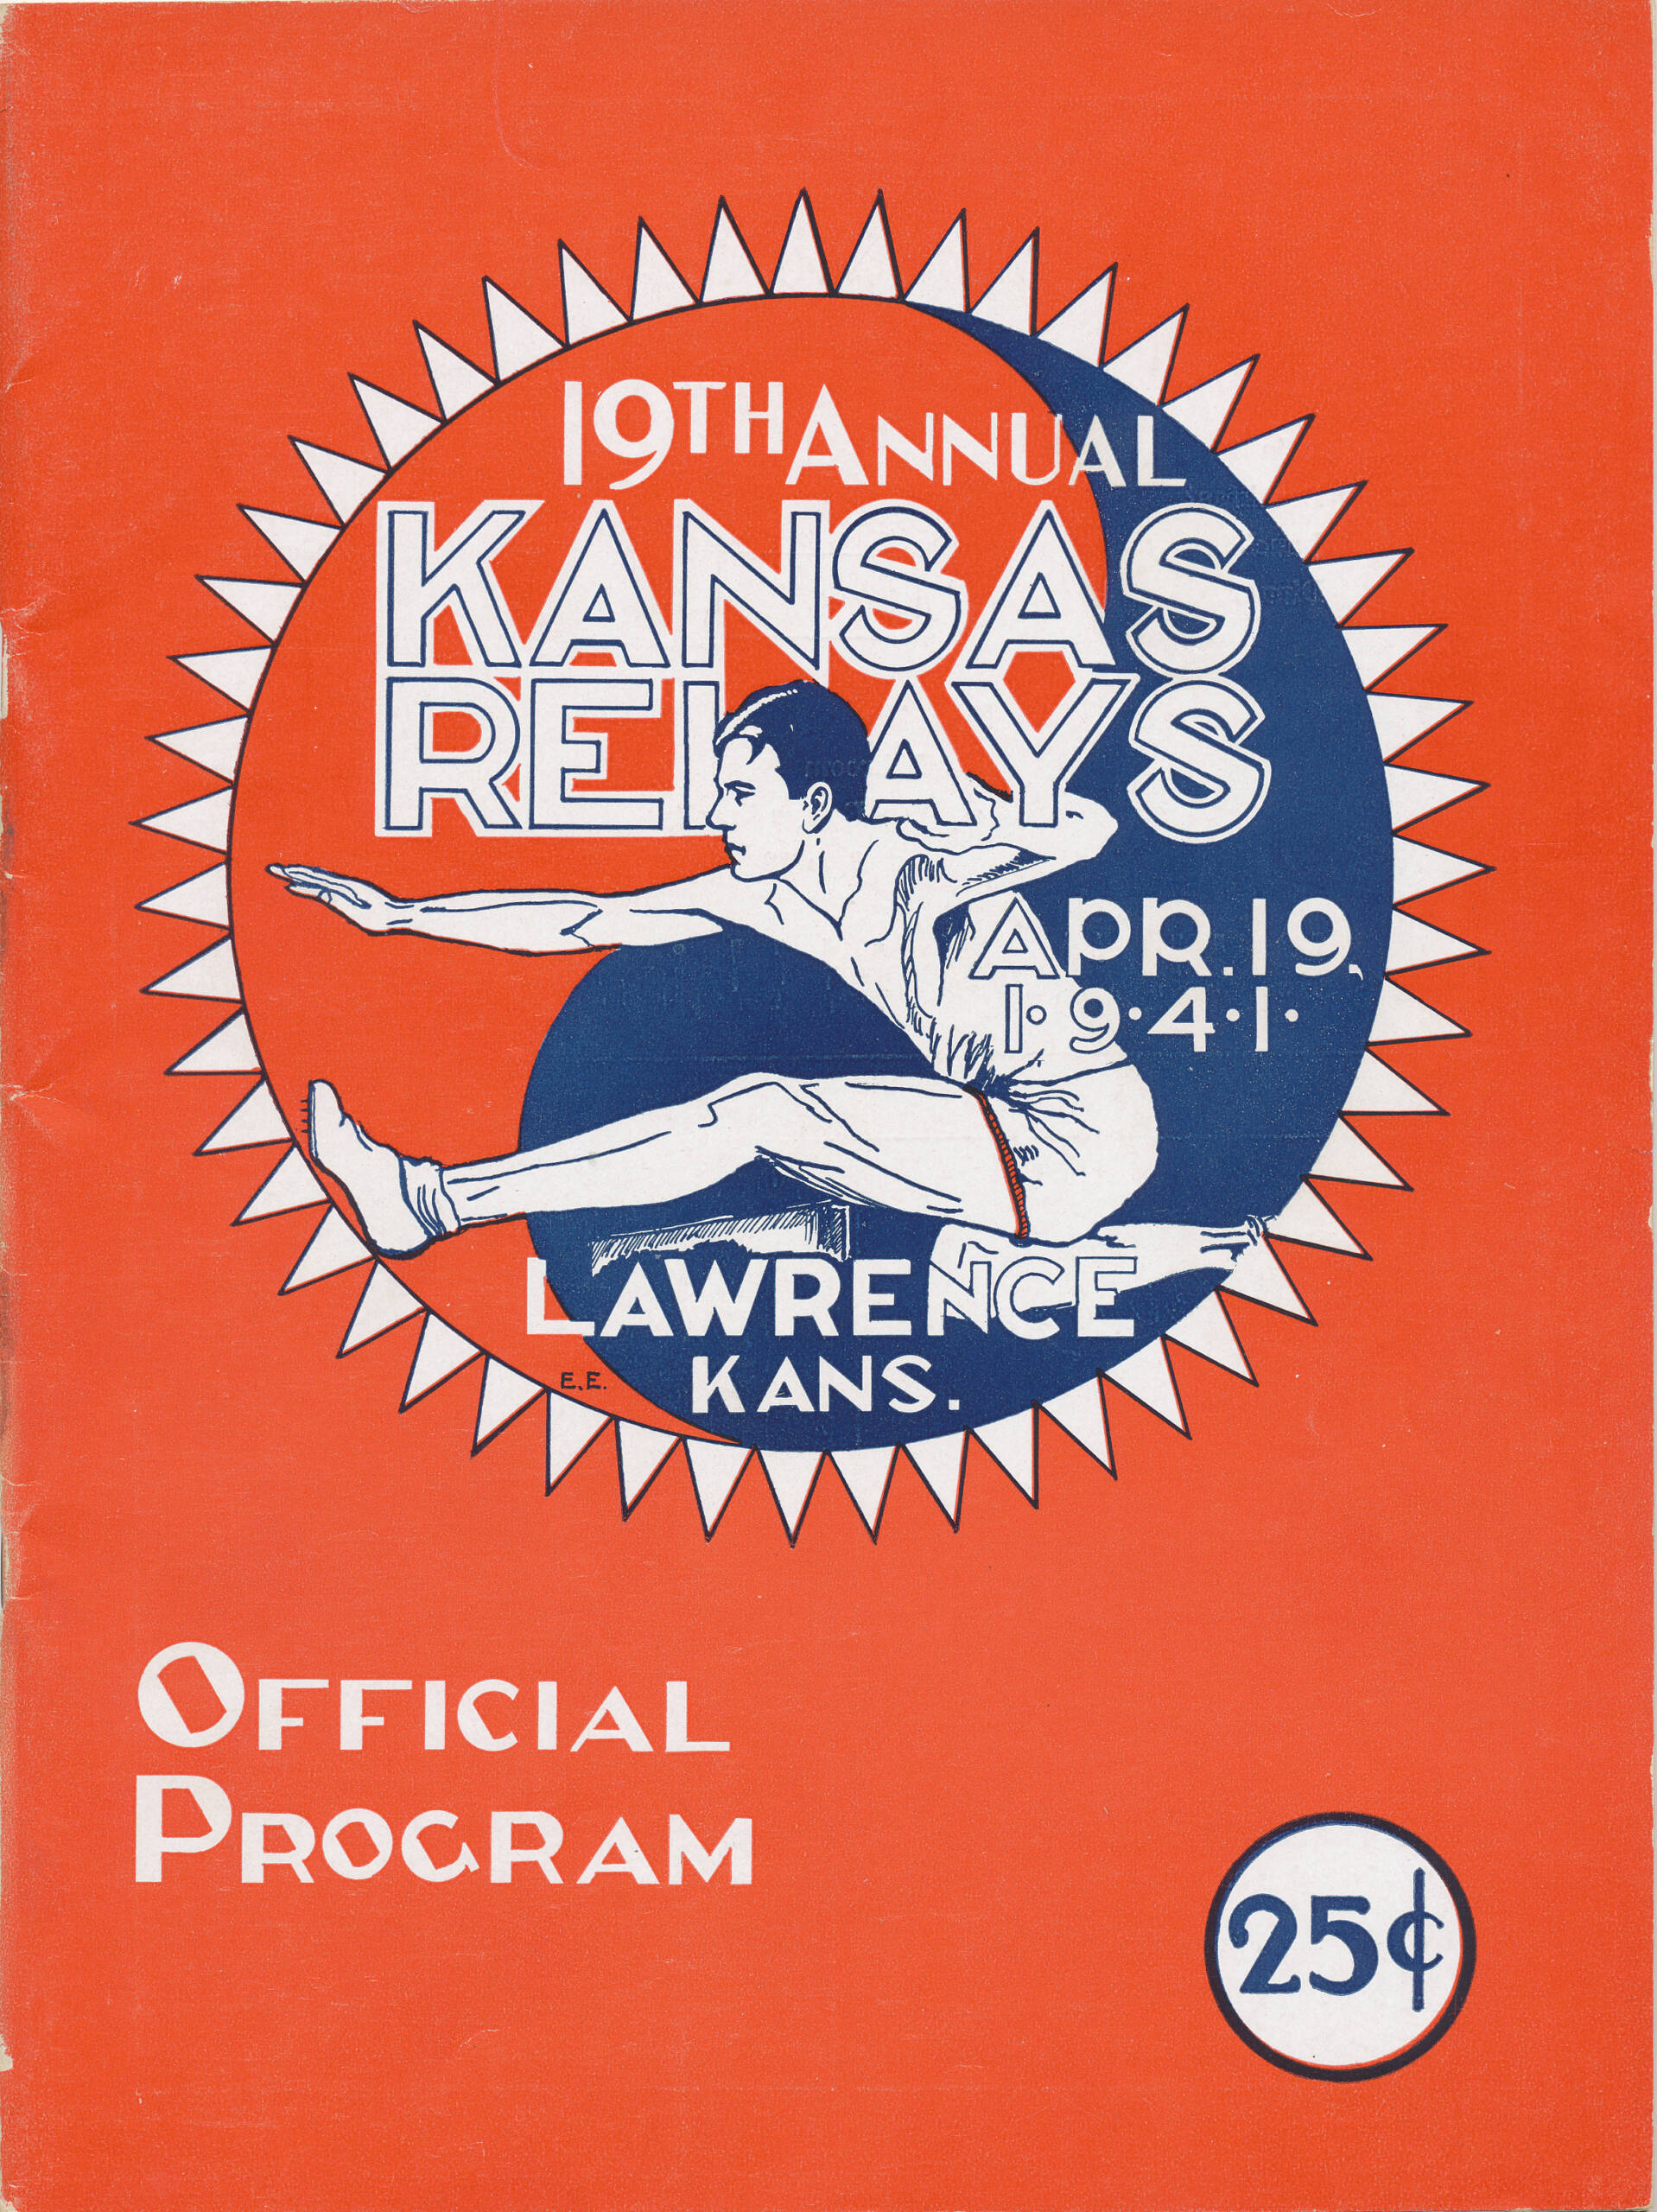 19TH ANNUAL
KANSAS
RELAYS
APR. 19,
1•9•4•1•
LAWRENCE
KANS.
E.E.
OFFICIAL
PROGRAM
25¢